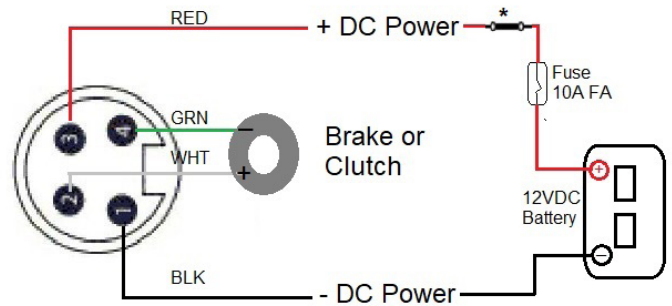 RED
+ DC Power
*
Fuse
10A FA
3
4
GRN
−
Brake or
Clutch
WHT
+
2
1
+
12VDC
Battery
−
BLK
- DC Power